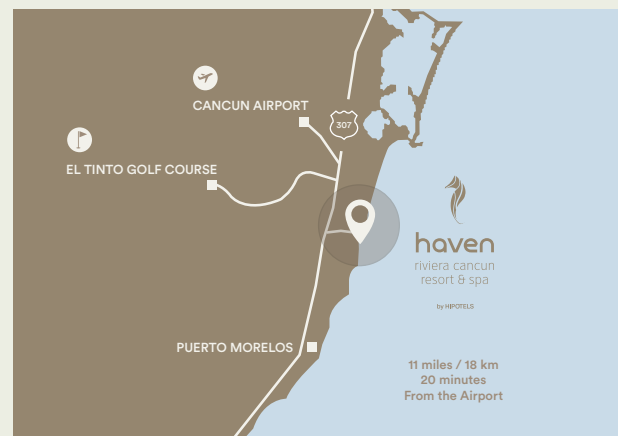 CANCUN AIRPORT
307
EL TINTO GOLF COURSE
haven
riviera cancun
resort & spa
by HIPOTELS
PUERTO MORELOS
11 miles / 18 km
20 minutes
From the Airport